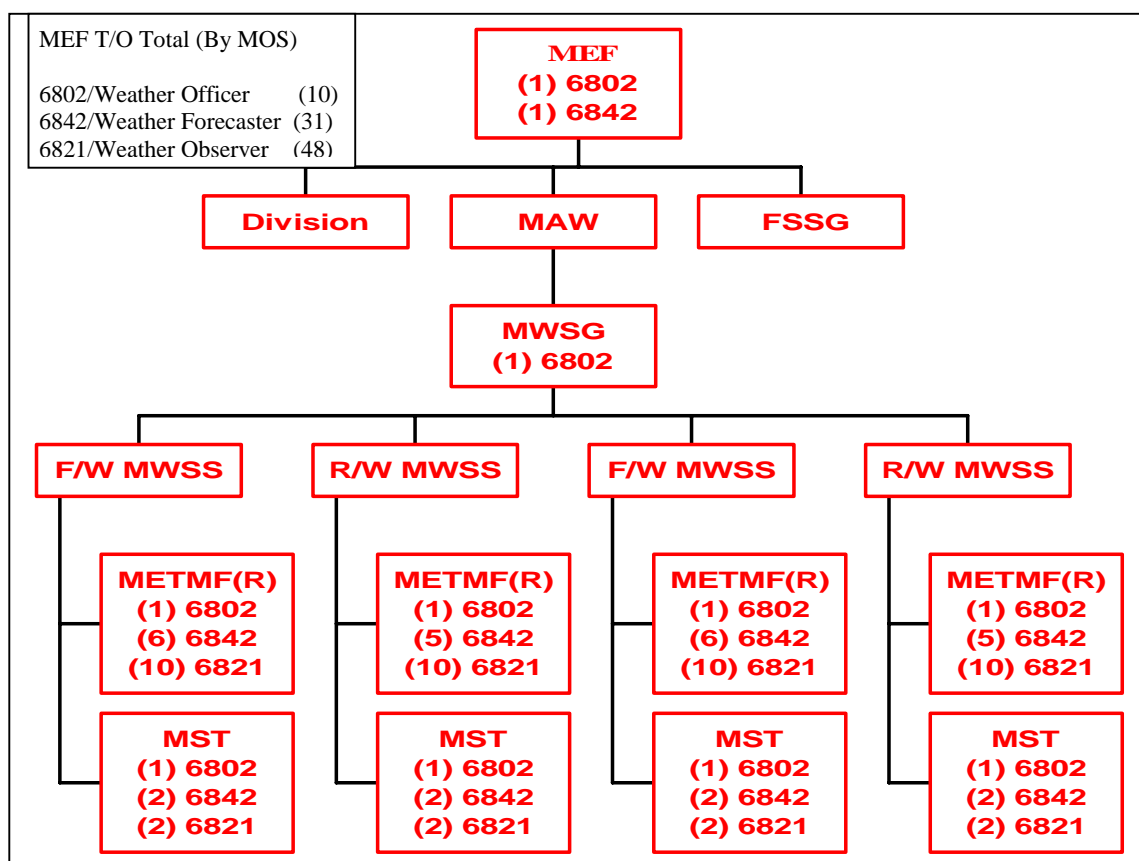 MEF T/O Total (By MOS)
6802/Weather Officer (10)
6842/Weather Forecaster (31)
6821/Weather Observer (48)
MEF
(1) 6802
(1) 6842
Division
MAW
FSSG
MWSG
(1) 6802
F/W MWSS
R/W MWSS
F/W MWSS
R/W MWSS
METMF(R)
(1) 6802
(6) 6842
(10) 6821
METMF(R)
(1) 6802
(5) 6842
(10) 6821
METMF(R)
(1) 6802
(6) 6842
(10) 6821
METMF(R)
(1) 6802
(5) 6842
(10) 6821
MST
(1) 6802
(2) 6842
(2) 6821
MST
(1) 6802
(2) 6842
(2) 6821
MST
(1) 6802
(2) 6842
(2) 6821
MST
(1) 6802
(2) 6842
(2) 6821